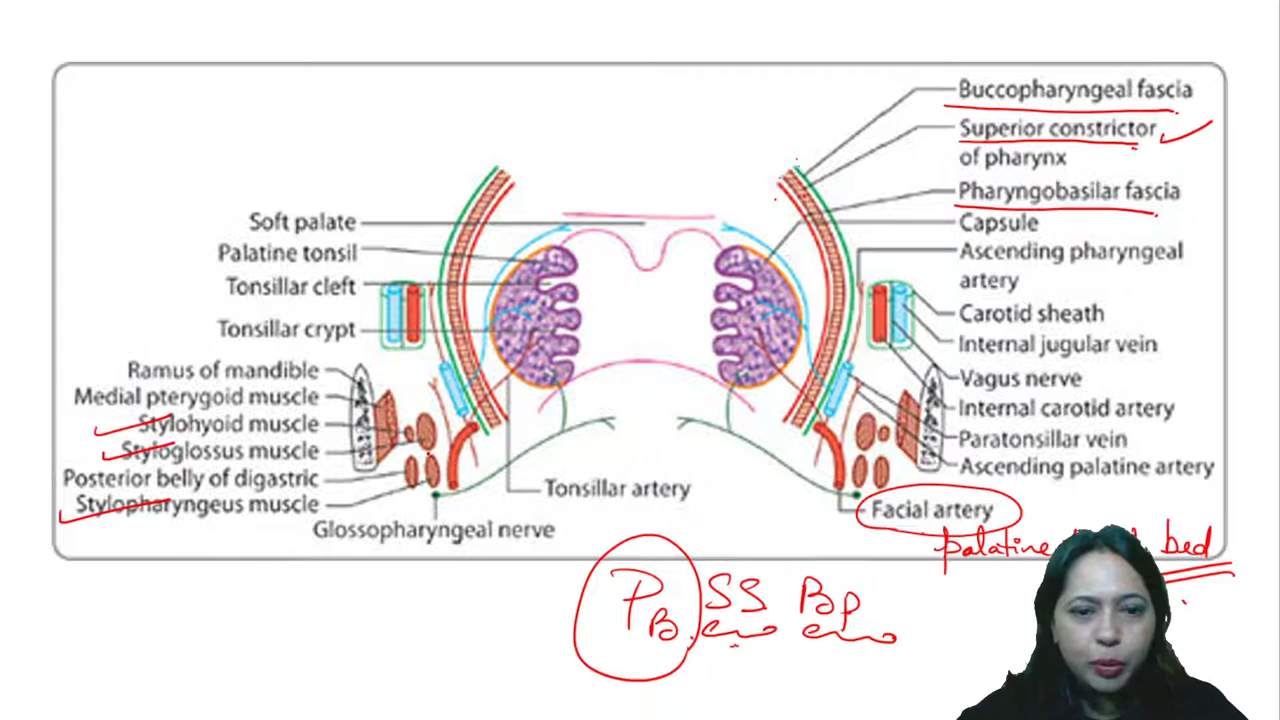 Buccopharyngeal fascia
Superior constrictor
of pharynx
Pharyngobasilar fascia
Capsule
Ascending pharyngeal
artery
Carotid sheath
Internal jugular vein
Vagus nerve
Internal carotid artery
Paratonsillar vein
Ascending palatine artery
Facial artery
Soft palate
Palatine tonsil
Tonsillar cleft
Tonsillar crypt
Ramus of mandible
Medial pterygoid muscle
Stylohyoid muscle
Styloglossus muscle
Posterior belly of digastric
Stylopharyngeus muscle
Glossopharyngeal nerve
Tonsillar artery
palatine bed
PB SS Bp